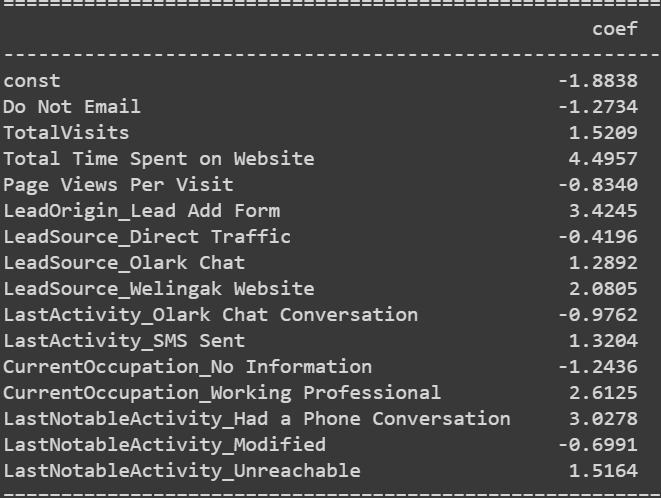 coef
const -1.8838
Do Not Email -1.2734
TotalVisits 1.5209
Total Time Spent on Website 4.4957
Page Views Per Visit -0.8340
LeadOrigin_Lead Add Form 3.4245
LeadSource_Direct Traffic -0.4196
LeadSource_Olark Chat 1.2892
LeadSource_Welingak Website 2.0805
LastActivity_Olark Chat Conversation -0.9762
LastActivity_SMS Sent 1.3204
CurrentOccupation_No Information -1.2436
CurrentOccupation_Working Professional 2.6125
LastNotableActivity_Had a Phone Conversation 3.0278
LastNotableActivity_Modified -0.6991
LastNotableActivity_Unreachable 1.5164